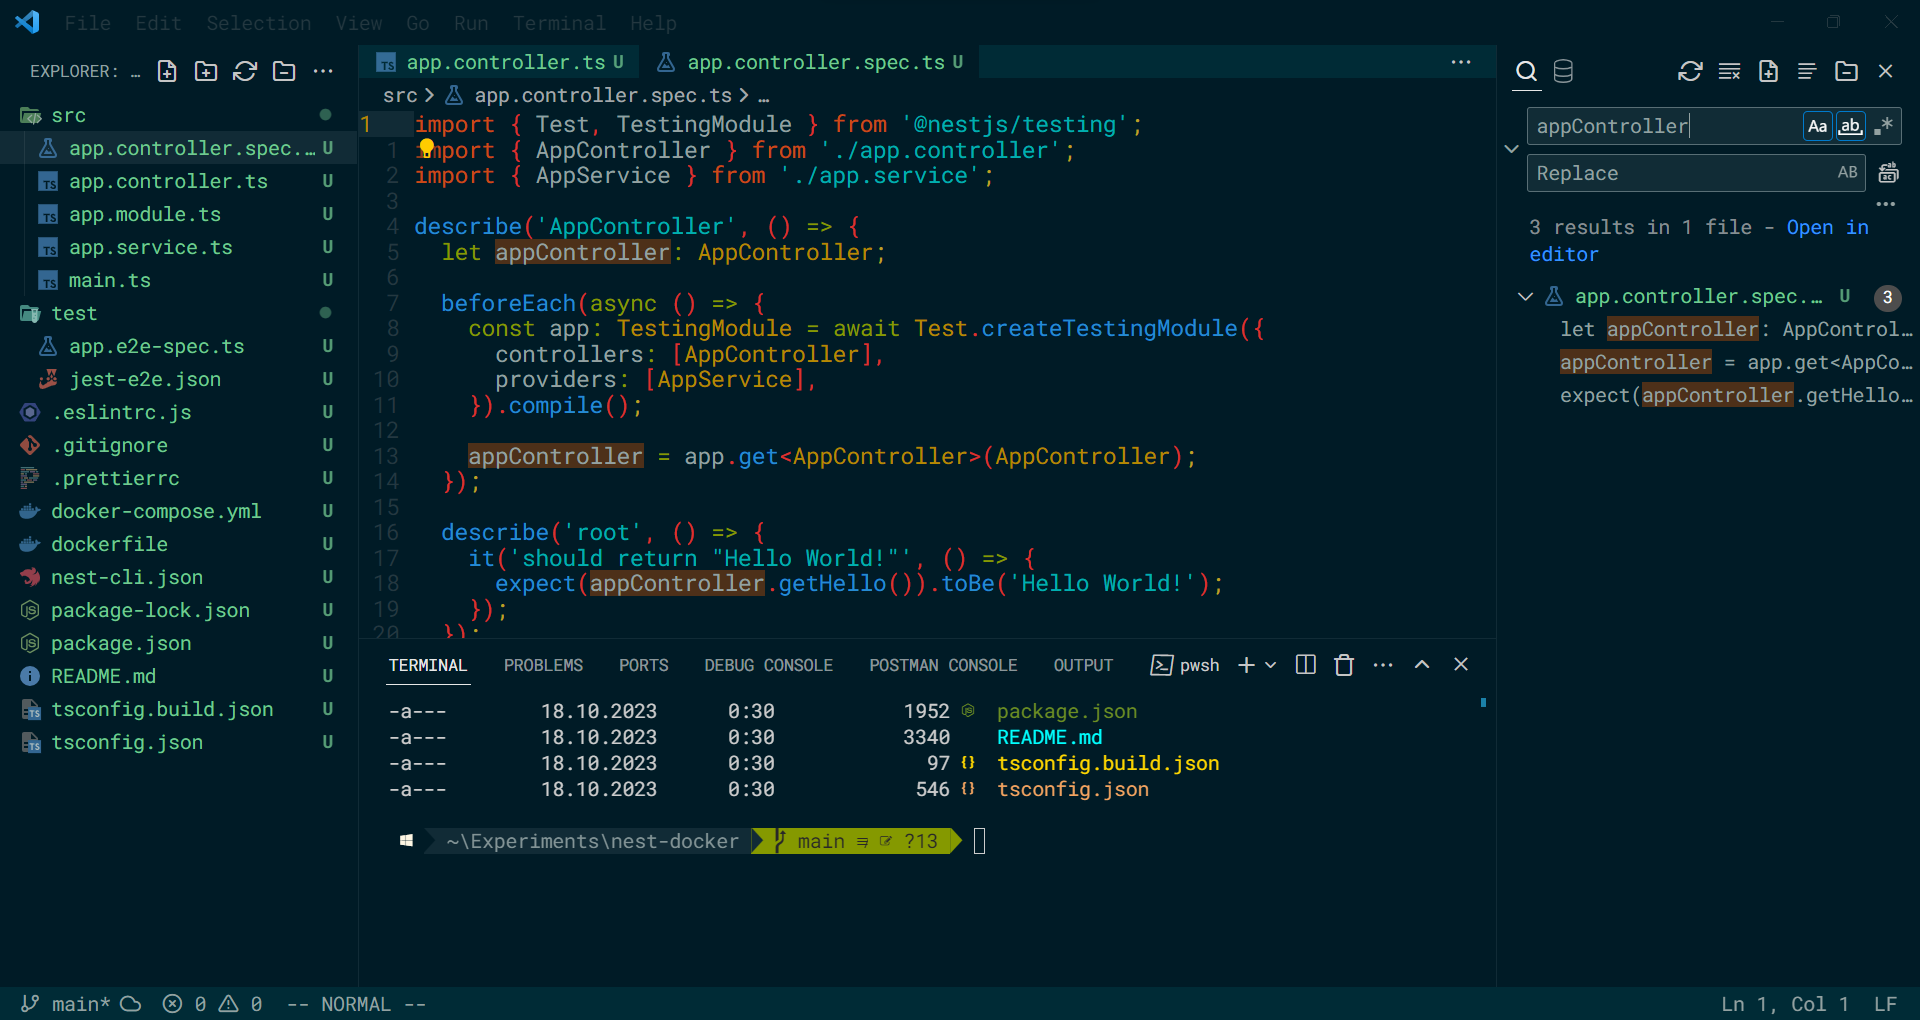 File Edit Selection View Go Run Terminal Help
EXPLORER: …
src
app.controller.spec.… U
app.controller.ts U
app.module.ts U
app.service.ts U
main.ts U
test
app.e2e-spec.ts U
jest-e2e.json U
.eslintrc.js U
.gitignore U
.prettierrc U
docker-compose.yml U
dockerfile U
nest-cli.json U
package-lock.json U
package.json U
README.md U
tsconfig.build.json U
tsconfig.json U
app.controller.ts U app.controller.spec.ts U
src > app.controller.spec.ts > …
1 import { Test, TestingModule } from '@nestjs/testing';
1 import { AppController } from './app.controller';
2 import { AppService } from './app.service';
3
4 describe('AppController', () => {
5 let appController: AppController;
6
7 beforeEach(async () => {
8 const app: TestingModule = await Test.createTestingModule({
9 controllers: [AppController],
10 providers: [AppService],
11 }).compile();
12
13 appController = app.get<AppController>(AppController);
14 });
15
16 describe('root', () => {
17 it('should return "Hello World!"', () => {
18 expect(appController.getHello()).toBe('Hello World!');
19 });
20 });
TERMINAL PROBLEMS PORTS DEBUG CONSOLE POSTMAN CONSOLE OUTPUT pwsh
-a--- 18.10.2023 0:30 1952 package.json
-a--- 18.10.2023 0:30 3340 README.md
-a--- 18.10.2023 0:30 97 {} tsconfig.build.json
-a--- 18.10.2023 0:30 546 {} tsconfig.json
~\Experiments\nest-docker main ≡ ?13
appController Aa ab .*
Replace AB
3 results in 1 file - Open in
editor
app.controller.spec.… U 3
let appController: AppControl…
appController = app.get<AppCo…
expect(appController.getHello…
main* 0 0 -- NORMAL -- Ln 1, Col 1 LF